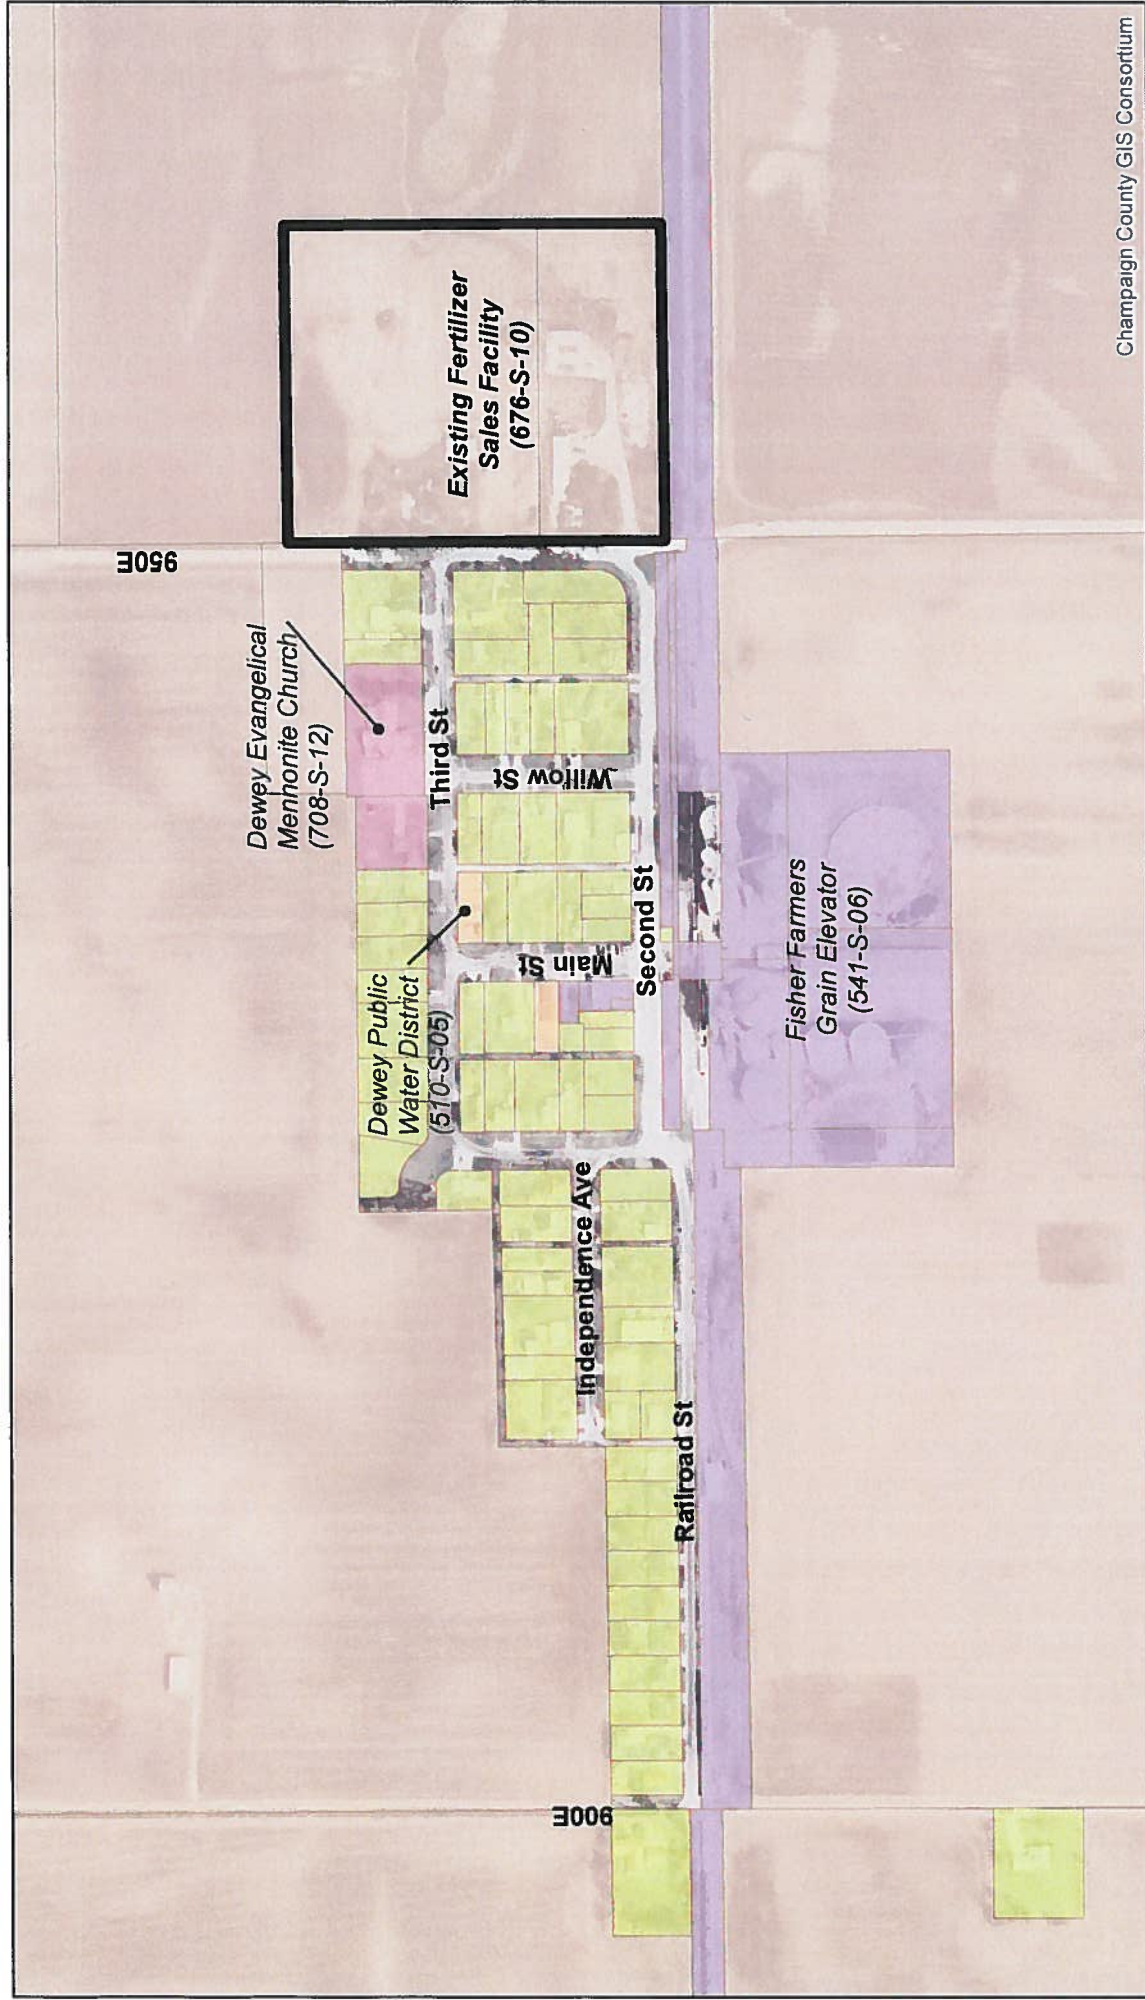 950E
Dewey Evangelical
Menhonite Church
(708-S-12)
Existing Fertilizer
Sales Facility
(676-S-10)
Third St
Willow St
Dewey Public
Water District
(510-S-05)
Main St
Second St
Fisher Farmers
Grain Elevator
(541-S-06)
Independence Ave
Railroad St
900E
Champaign County GIS Consortium